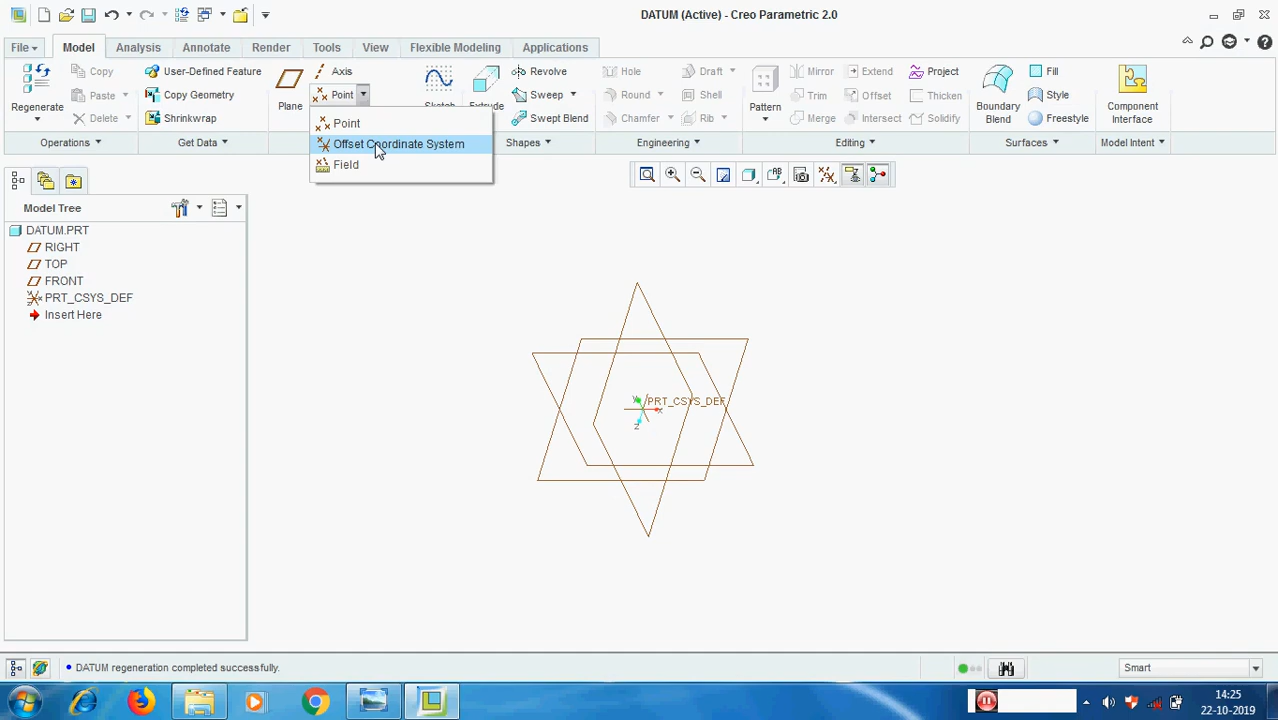 DATUM (Active) - Creo Parametric 2.0
File Model Analysis Annotate Render Tools View Flexible Modeling Applications
Regenerate
Copy
Paste
Delete
Operations
User-Defined Feature
Copy Geometry
Shrinkwrap
Get Data
Plane
Axis
Point
Point
Offset Coordinate System
Field
Extrude
Revolve
Sweep
Swept Blend
Shapes
Hole
Round
Chamfer
Draft
Shell
Rib
Engineering
Pattern
Mirror
Trim
Merge
Extend
Offset
Intersect
Project
Thicken
Solidify
Editing
Boundary
Blend
Fill
Style
Freestyle
Surfaces
Component
Interface
Model Intent
Model Tree
DATUM.PRT
RIGHT
TOP
FRONT
PRT_CSYS_DEF
Insert Here
PRT_CSYS_DEF
Y
X
Z
DATUM regeneration completed successfully.
Smart
14:25
22-10-2019